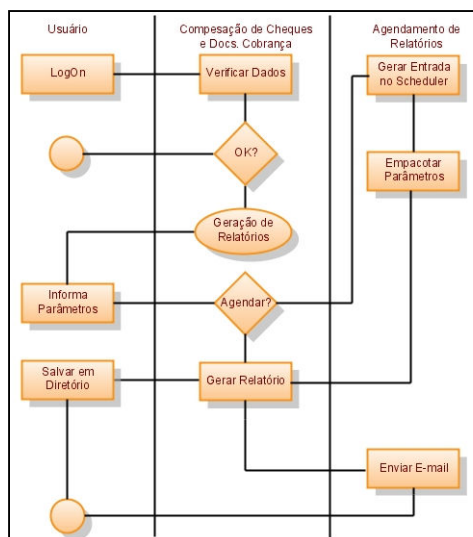 Usuário
Compesação de Cheques
e Docs. Cobrança
Agendamento de
Relatórios
LogOn
Verificar Dados
Gerar Entrada
no Scheduler
OK?
Empacotar
Parâmetros
Geração de
Relatórios
Informa
Parâmetros
Agendar?
Salvar em
Diretório
Gerar Relatório
Enviar E-mail